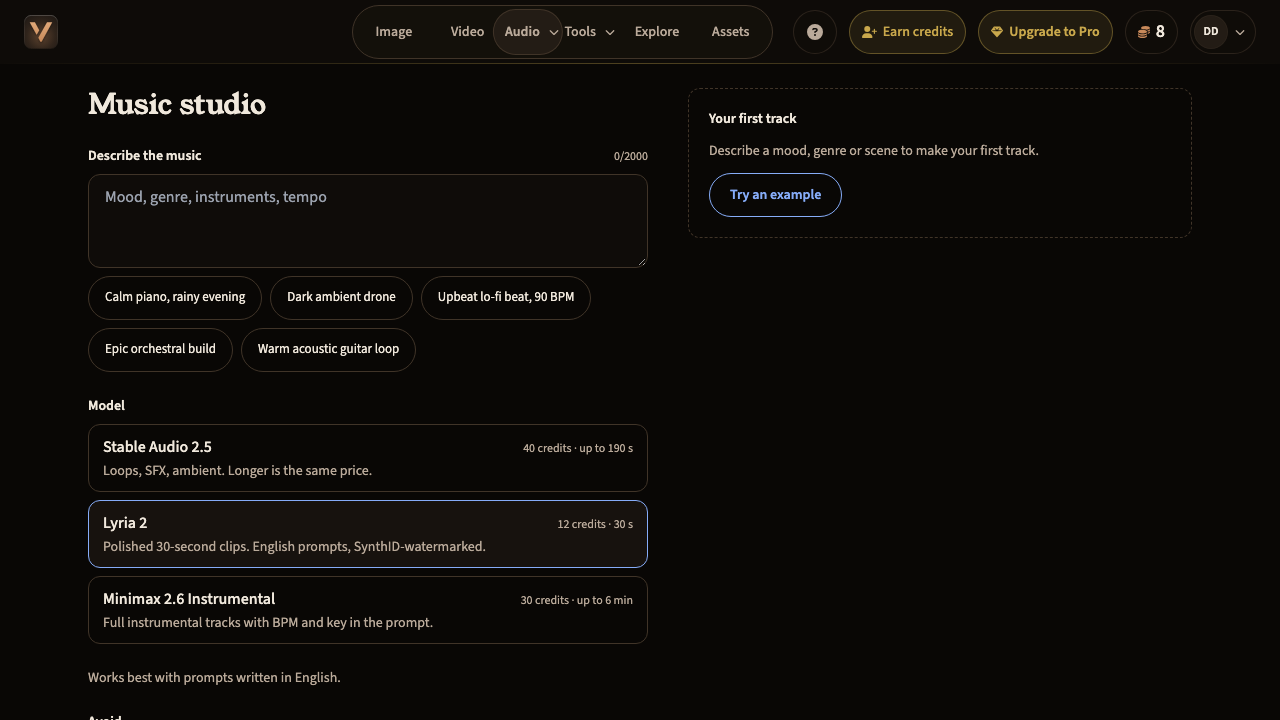 Image Video Audio Tools Explore Assets Earn credits Upgrade to Pro 8 DD
Music studio
Describe the music 0/2000
Mood, genre, instruments, tempo
Calm piano, rainy evening Dark ambient drone Upbeat lo-fi beat, 90 BPM
Epic orchestral build Warm acoustic guitar loop
Model
Stable Audio 2.5 40 credits · up to 190 s
Loops, SFX, ambient. Longer is the same price.
Lyria 2 12 credits · 30 s
Polished 30-second clips. English prompts, SynthID-watermarked.
Minimax 2.6 Instrumental 30 credits · up to 6 min
Full instrumental tracks with BPM and key in the prompt.
Works best with prompts written in English.
Your first track
Describe a mood, genre or scene to make your first track.
Try an example